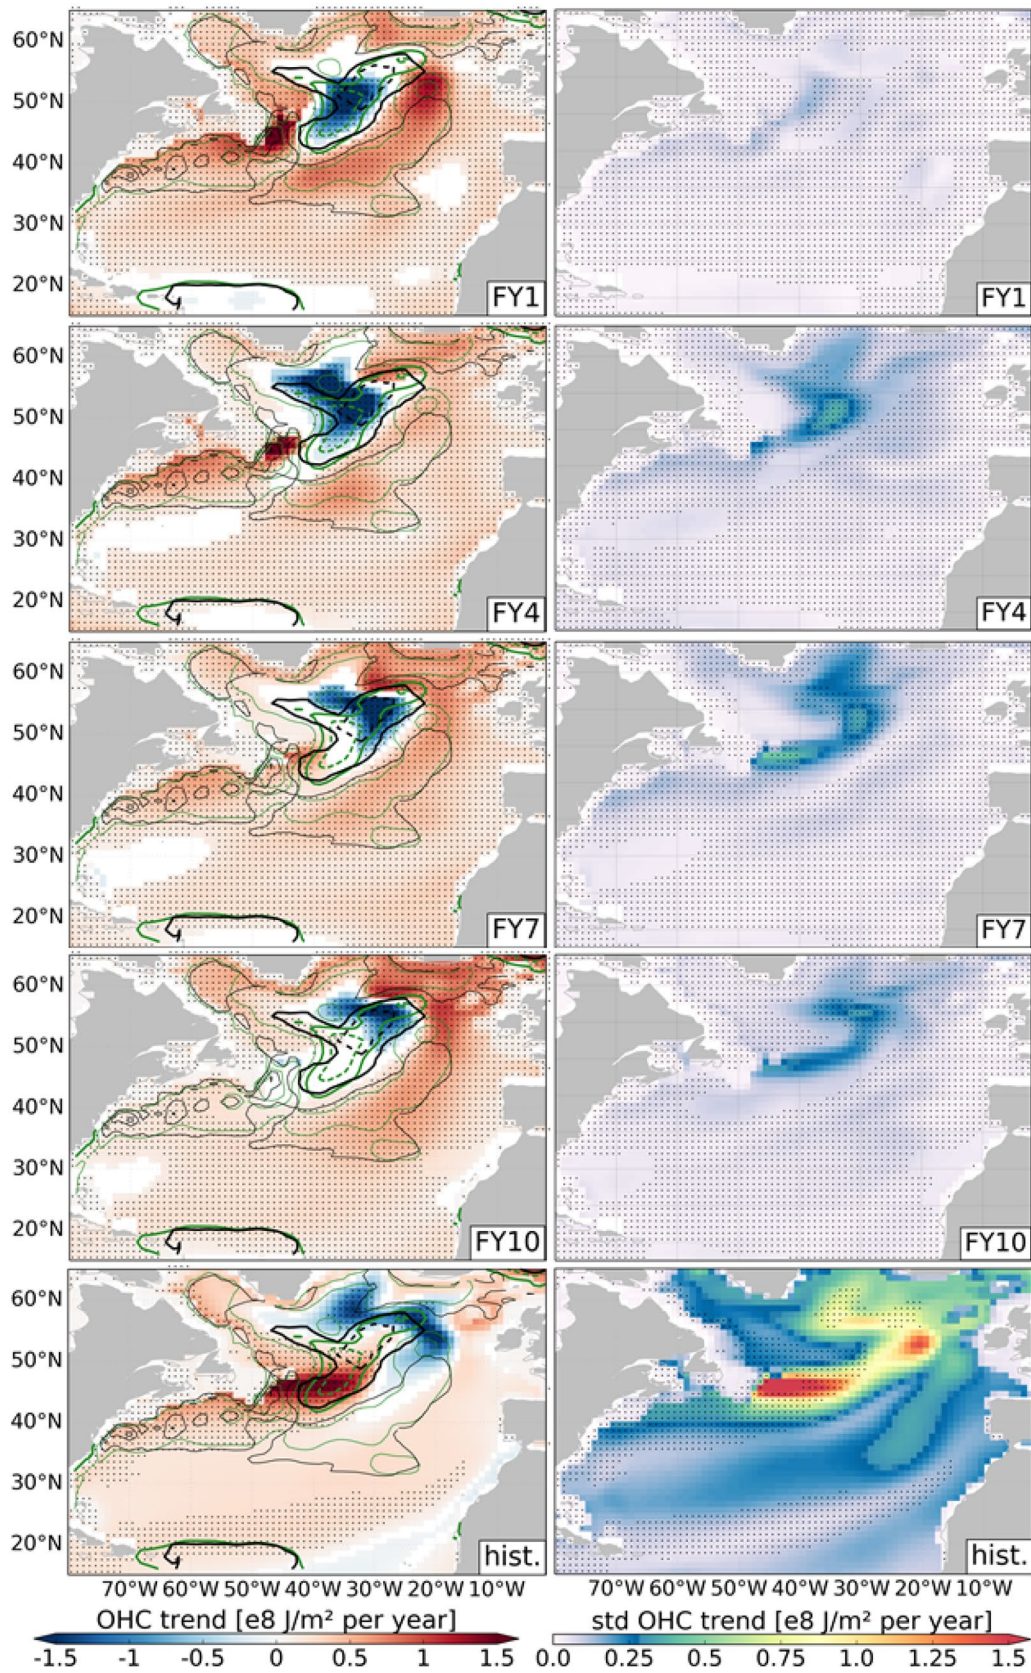 60°N
50°N
40°N
30°N
20°N
FY1
FY1
60°N
50°N
40°N
30°N
20°N
FY4
FY4
60°N
50°N
40°N
30°N
20°N
FY7
FY7
60°N
50°N
40°N
30°N
20°N
FY10
FY10
60°N
50°N
40°N
30°N
20°N
hist.
hist.
70°W 60°W 50°W 40°W 30°W 20°W 10°W
70°W 60°W 50°W 40°W 30°W 20°W 10°W
OHC trend [e8 J/m² per year]
std OHC trend [e8 J/m² per year]
-1.5 -1 -0.5 0 0.5 1 1.5
0.0 0.25 0.5 0.75 1.0 1.25 1.5